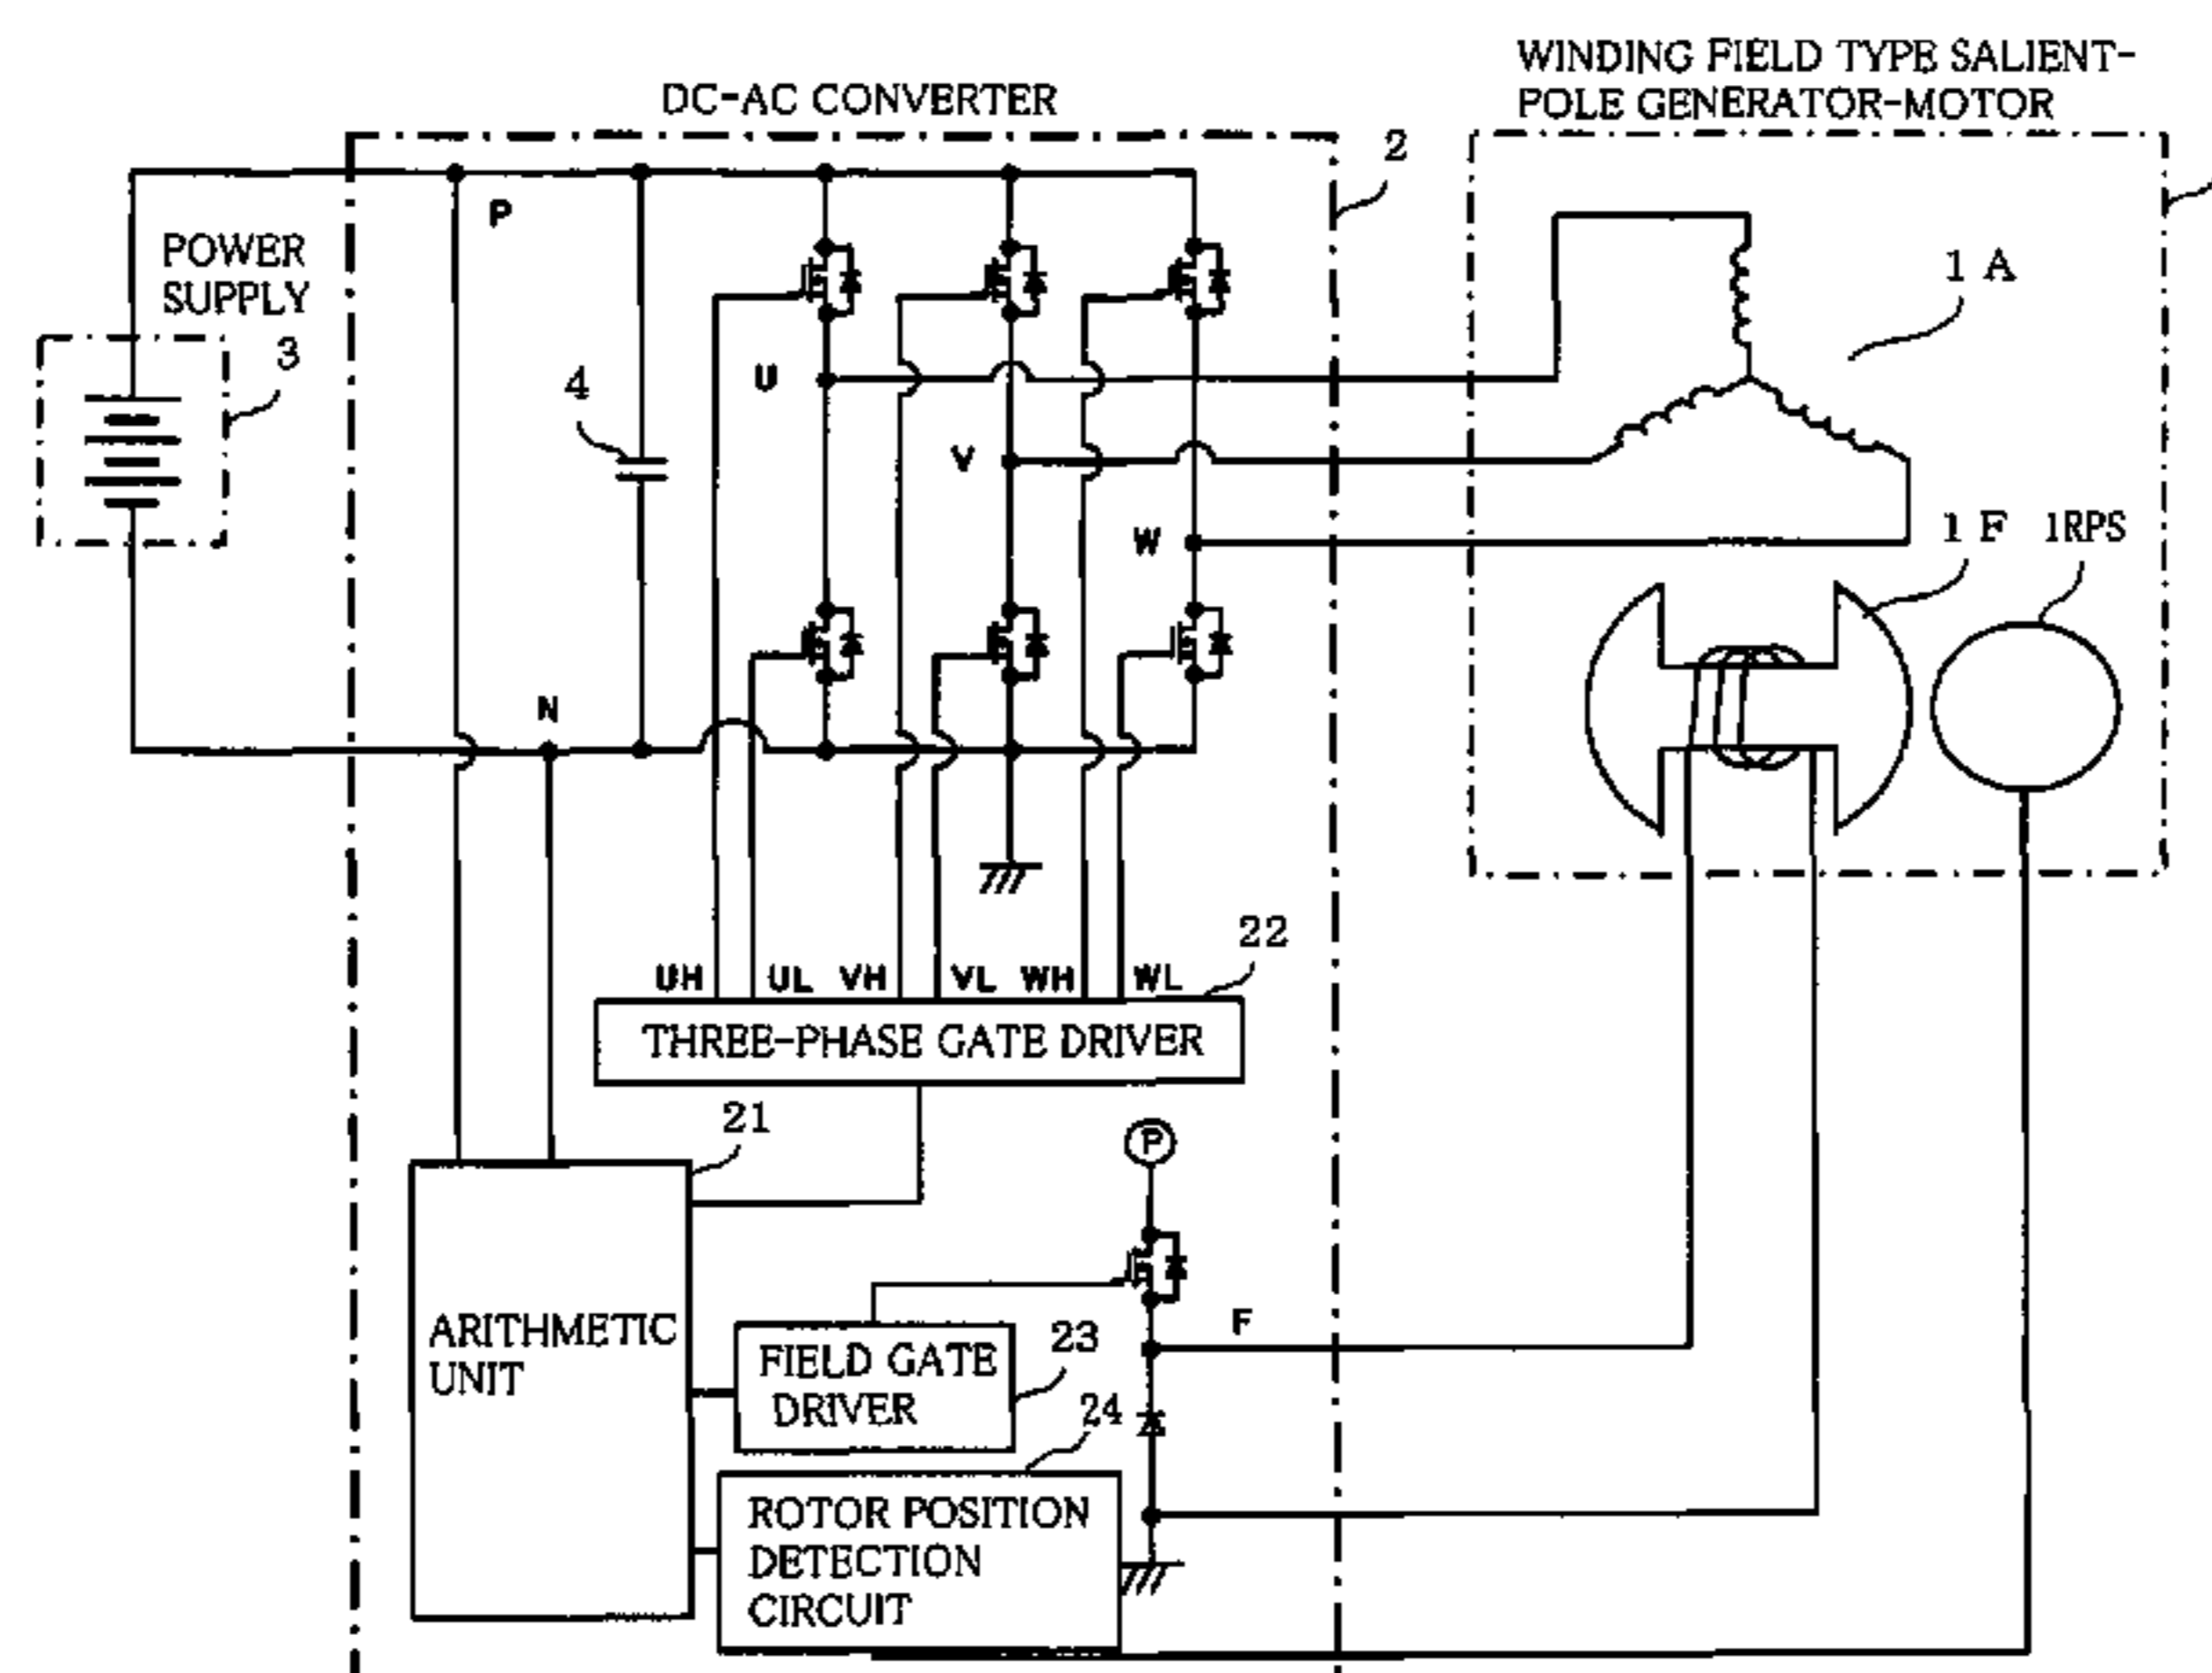 WINDING FIELD TYPE SALIENT-
POLE GENERATOR-MOTOR
DC-AC CONVERTER
2
P
POWER
SUPPLY
1 A
3
4
U
V
W
1 F
1RPS
N
22
UH
UL
VH
VL
WH
WL
THREE-PHASE GATE DRIVER
21
P
ARITHMETIC
UNIT
F
23
FIELD GATE
DRIVER
24
ROTOR POSITION
DETECTION
CIRCUIT